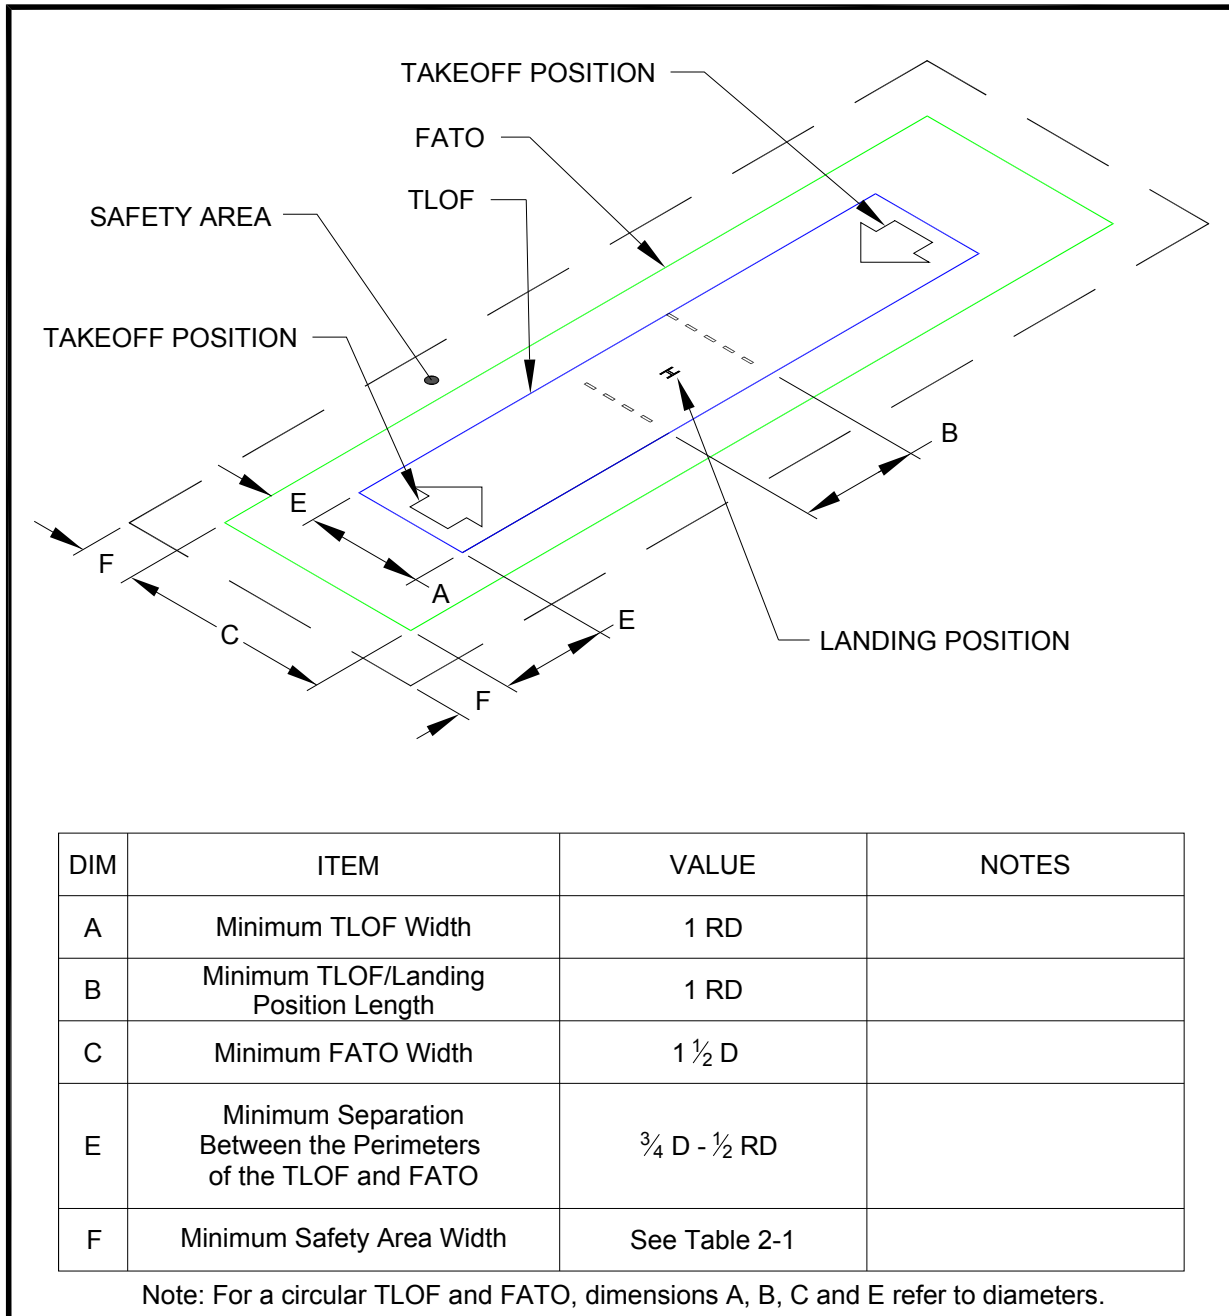 TAKEOFF POSITION
FATO
TLOF
SAFETY AREA
TAKEOFF POSITION
H
B
E
F
A
C
E
LANDING POSITION
F
DIM ITEM VALUE NOTES
A Minimum TLOF Width 1 RD
B Minimum TLOF/Landing
Position Length 1 RD
C Minimum FATO Width 1 ½ D
E Minimum Separation
Between the Perimeters
of the TLOF and FATO ¾ D - ½ RD
F Minimum Safety Area Width See Table 2-1
Note: For a circular TLOF and FATO, dimensions A, B, C and E refer to diameters.